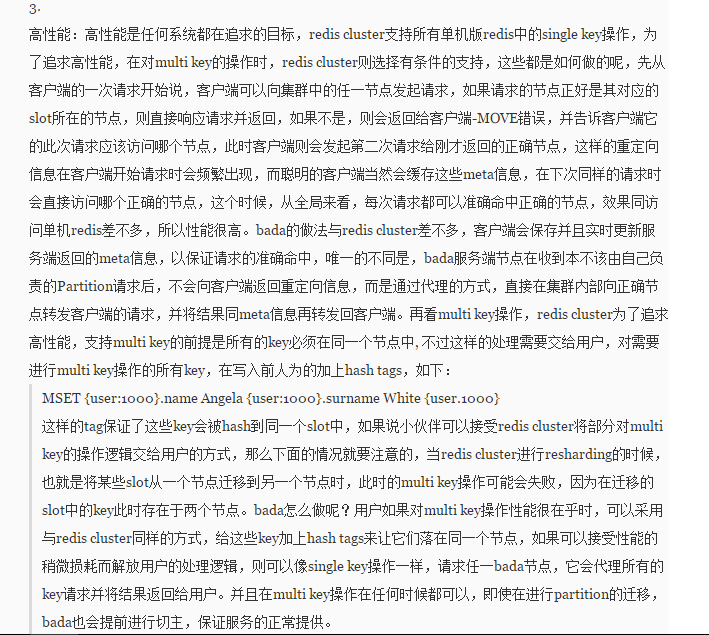 3.
高性能：高性能是任何系统都在追求的目标，redis cluster支持所有单机版redis中的single key操作，为
了追求高性能，在对multi key的操作时，redis cluster则选择有条件的支持，这些都是如何做的呢，先从
客户端的一次请求开始说，客户端可以向集群中的任一节点发起请求，如果请求的节点正好是其对应的
slot所在的节点，则直接响应请求并返回，如果不是，则会返回给客户端-MOVE错误，并告诉客户端它
的此次请求应该访问哪个节点，此时客户端则会发起第二次请求给刚才返回的正确节点，这样的重定向
信息在客户端开始请求时会频繁出现，而聪明的客户端当然会缓存这些meta信息，在下次同样的请求时
会直接访问哪个正确的节点，这个时候，从全局来看，每次请求都可以准确命中正确的节点，效果同访
问单机redis差不多，所以性能很高。bada的做法与redis cluster差不多，客户端会保存并且实时更新服
务端返回的meta信息，以保证请求的准确命中，唯一的不同是，bada服务端节点在收到本不该由自己负
责的Partition请求后，不会向客户端返回重定向信息，而是通过代理的方式，直接在集群内部向正确节
点转发客户端的请求，并将结果同meta信息再转发回客户端。再看multi key操作，redis cluster为了追求
高性能，支持multi key的前提是所有的key必须在同一个节点中, 不过这样的处理需要交给用户，对需要
进行multi key操作的所有key，在写入前人为的加上hash tags，如下：
MSET {user:1000}.name Angela {user:1000}.surname White {user.1000}
这样的tag保证了这些key会被hash到同一个slot中，如果说小伙伴可以接受redis cluster将部分对multi
key的操作逻辑交给用户的方式，那么下面的情况就要注意的，当redis cluster进行resharding的时候，
也就是将某些slot从一个节点迁移到另一个节点时，此时的multi key操作可能会失败，因为在迁移的
slot中的key此时存在于两个节点。bada怎么做呢？用户如果对multi key操作性能很在乎时，可以采用
与redis cluster同样的方式，给这些key加上hash tags来让它们落在同一个节点，如果可以接受性能的
稍微损耗而解放用户的处理逻辑，则可以像single key操作一样，请求任一bada节点，它会代理所有的
key请求并将结果返回给用户。并且在multi key操作在任何时候都可以，即使在进行partition的迁移，
bada也会提前进行切主，保证服务的正常提供。